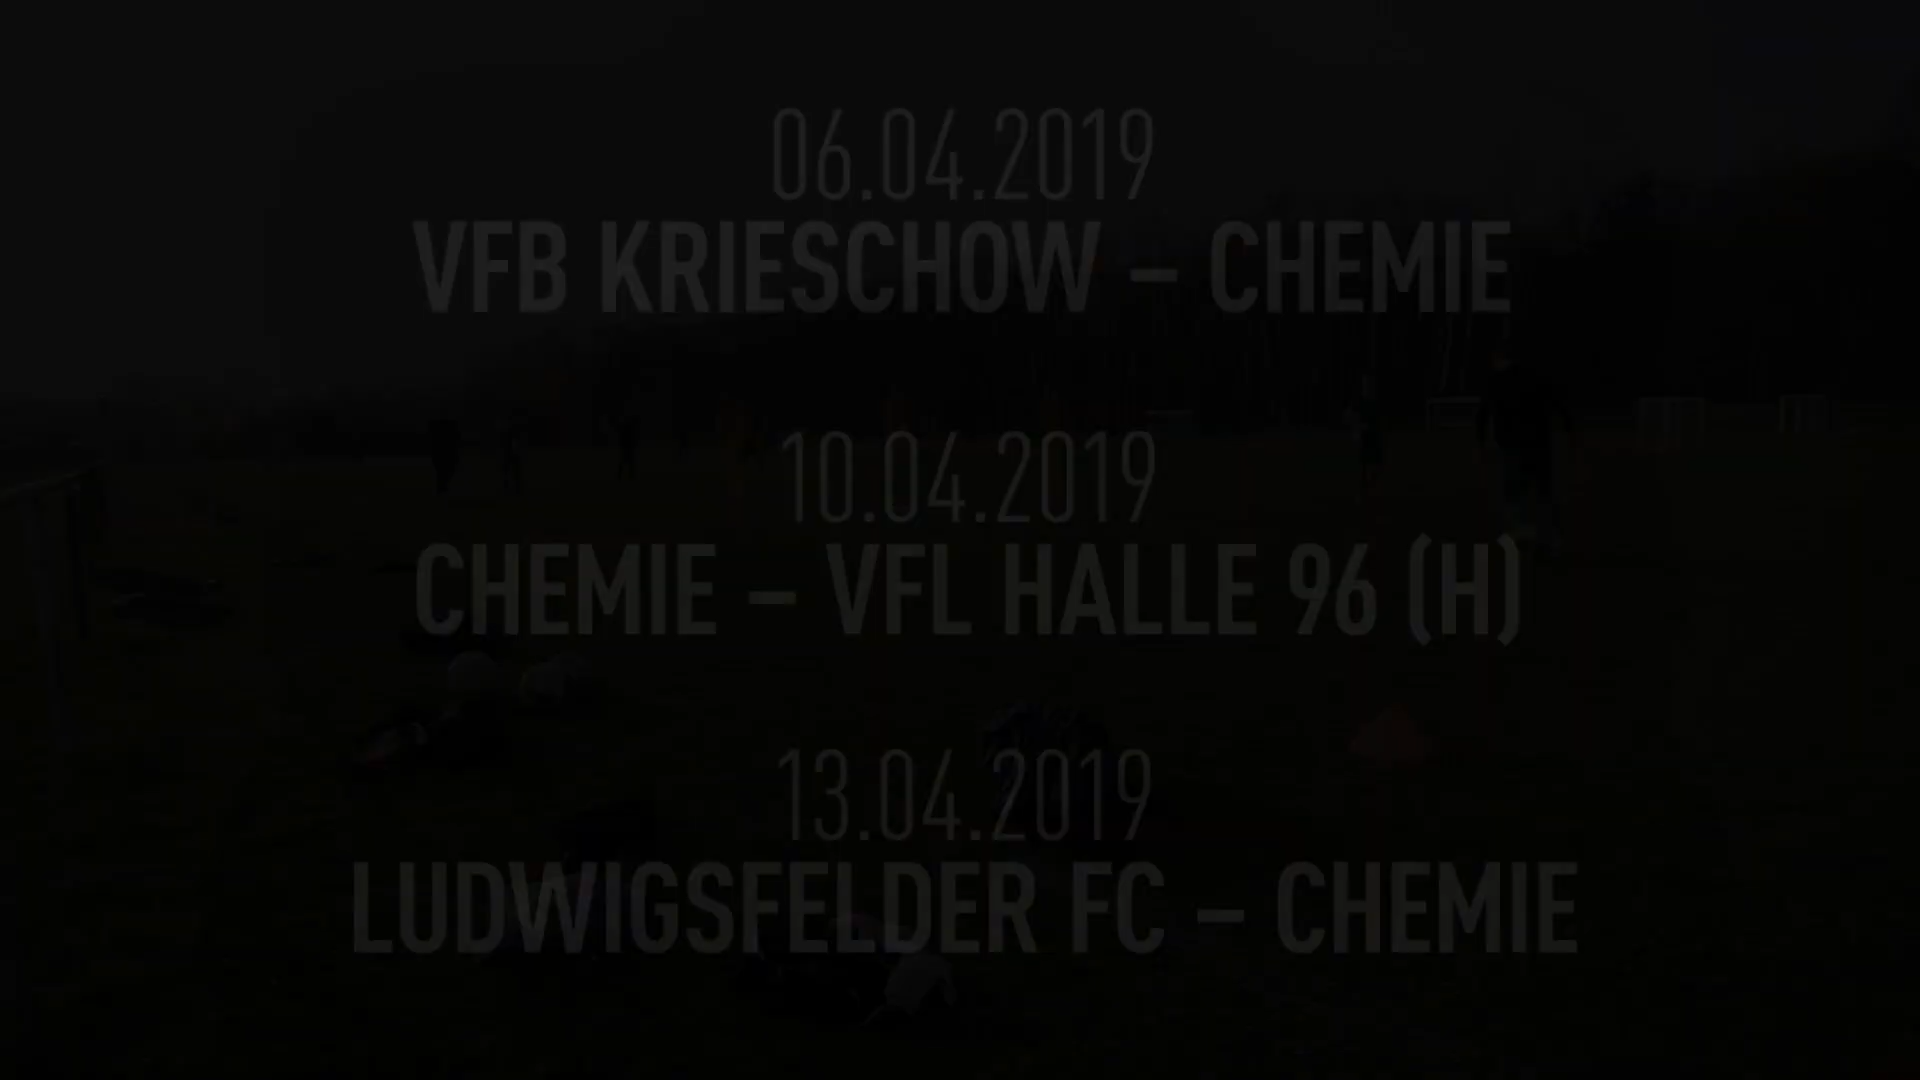 06.04.2019
VFB KRIESCHOW – CHEMIE
10.04.2019
CHEMIE – VFL HALLE 96 (H)
13.04.2019
LUDWIGSFELDER FC – CHEMIE